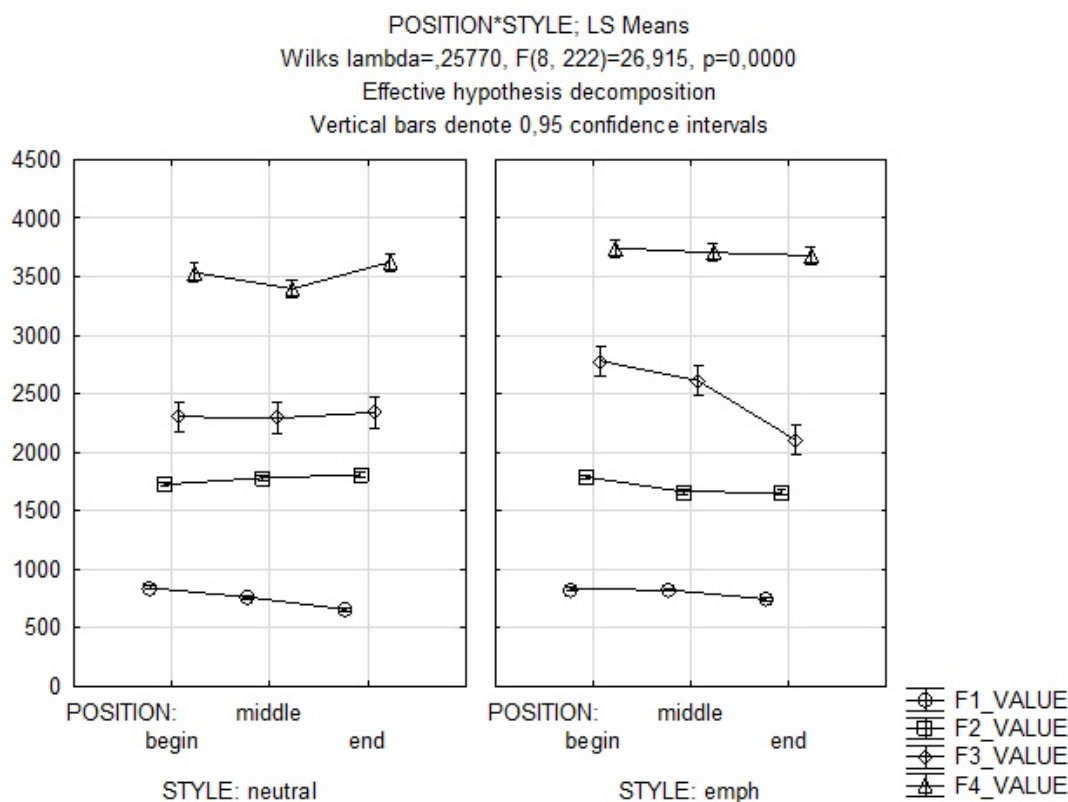 POSITION*STYLE; LS Means
Wilks lambda=,25770, F(8, 222)=26,915, p=0,0000
Effective hypothesis decomposition
Vertical bars denote 0,95 confidence intervals
4500
4000
3500
3000
2500
2000
1500
1000
500
0
POSITION: middle
begin end
STYLE: neutral
POSITION: middle
begin end
STYLE: emph
F1_VALUE
F2_VALUE
F3_VALUE
F4_VALUE